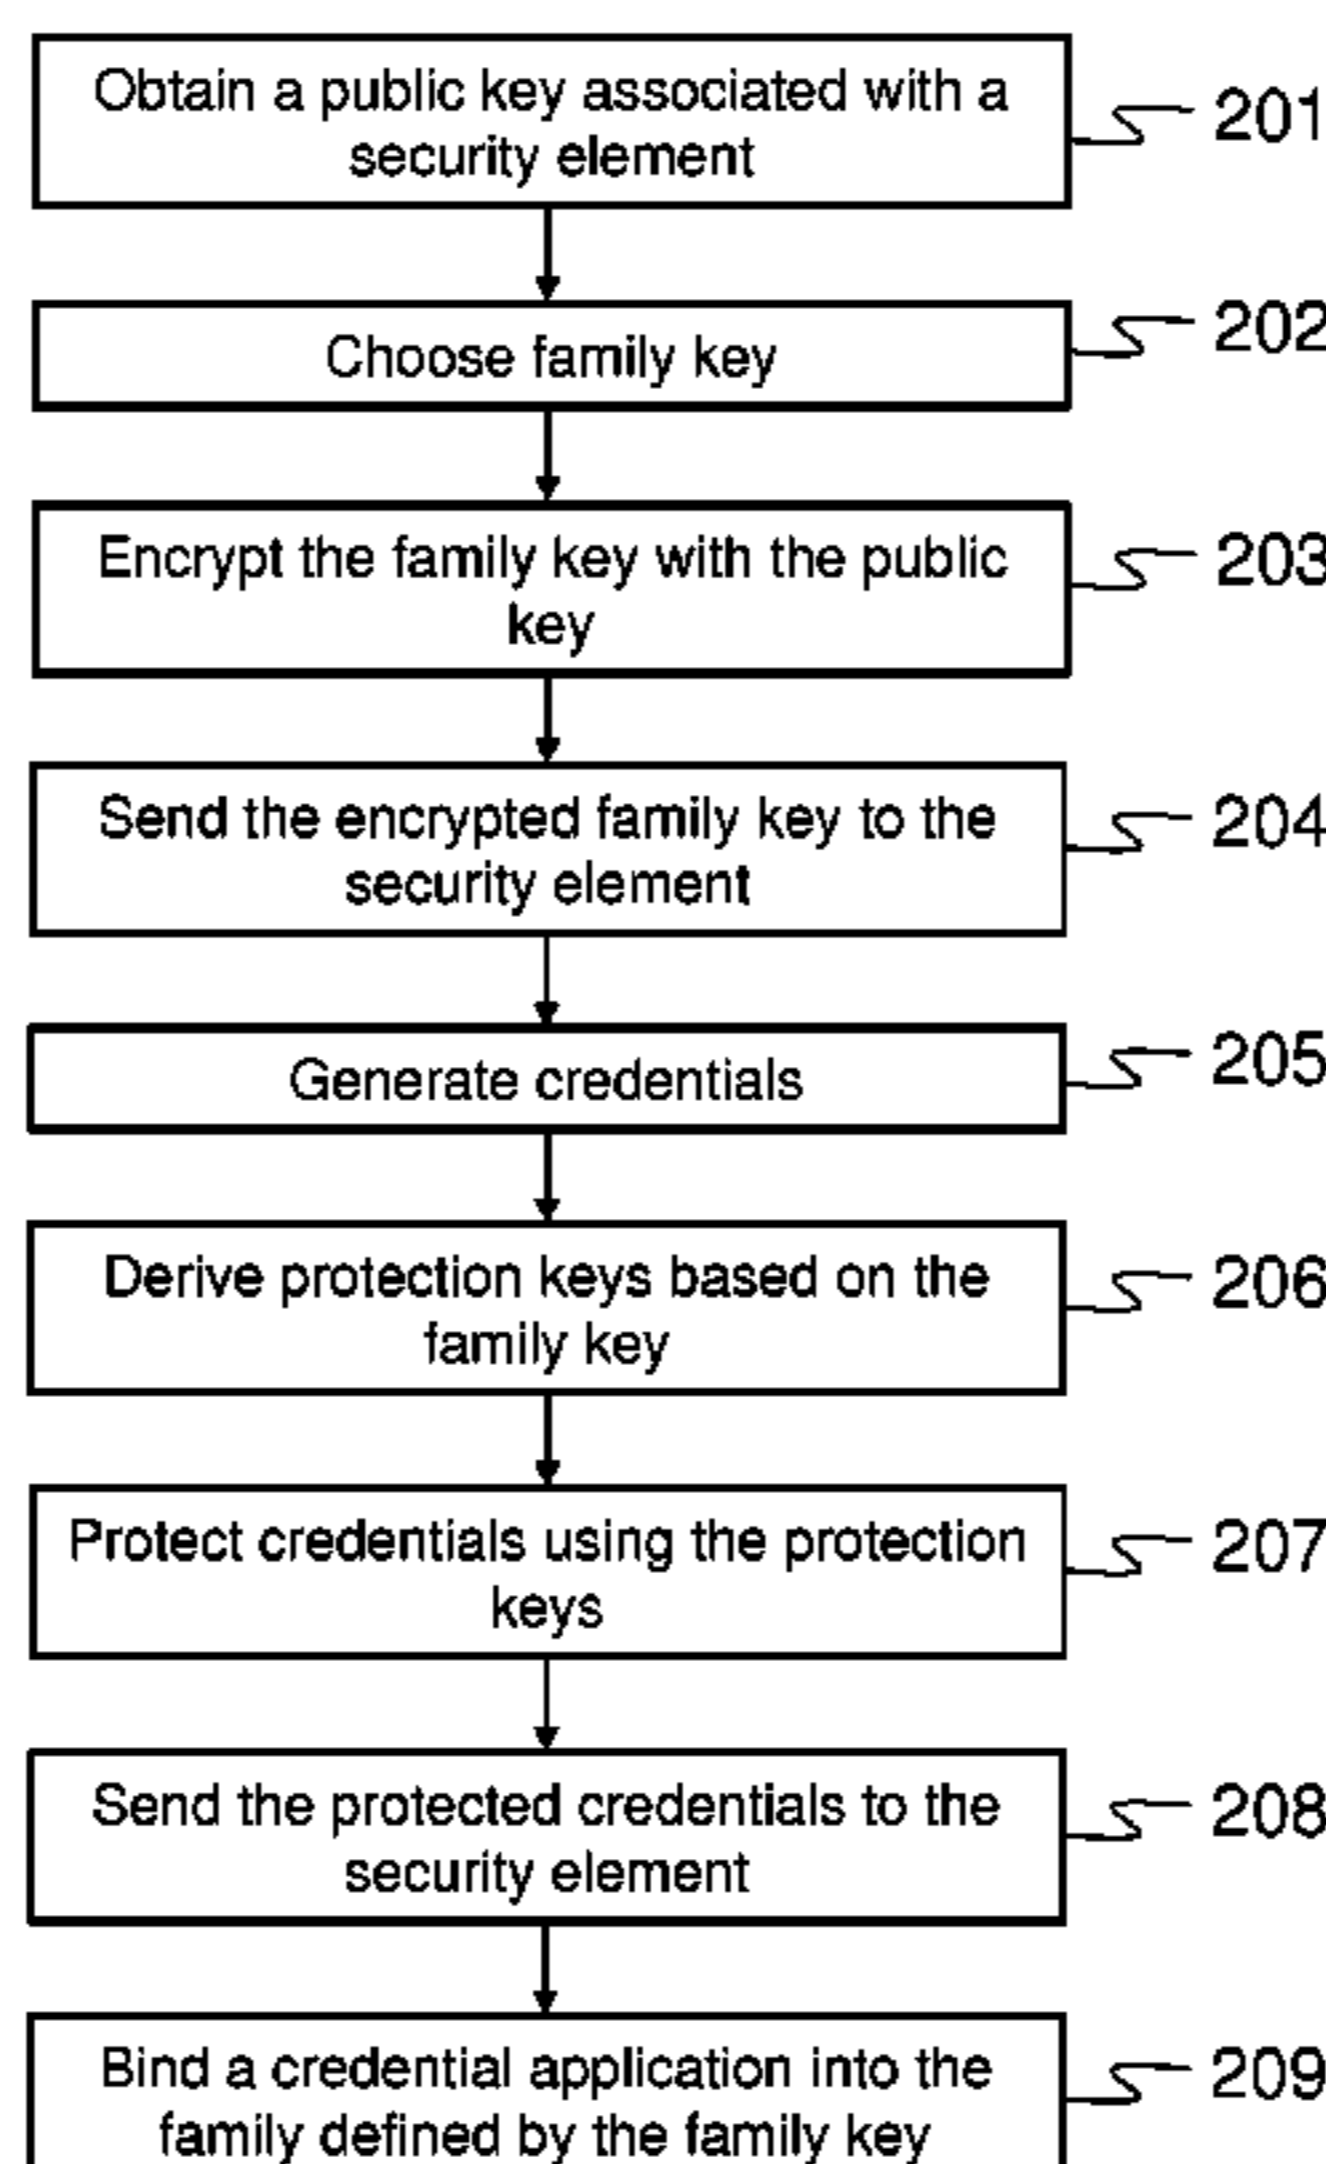 Obtain a public key associated with a
security element
201
Choose family key
202
Encrypt the family key with the public
key
203
Send the encrypted family key to the
security element
204
Generate credentials
205
Derive protection keys based on the
family key
206
Protect credentials using the protection
keys
207
Send the protected credentials to the
security element
208
Bind a credential application into the
family defined by the family key
209